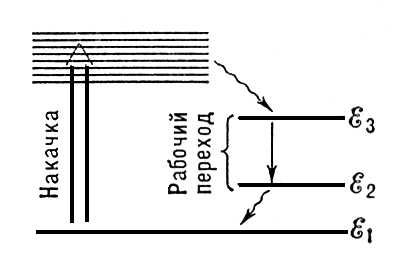 Накачка
Рабочий
переход
ℰ3
ℰ2
ℰ1